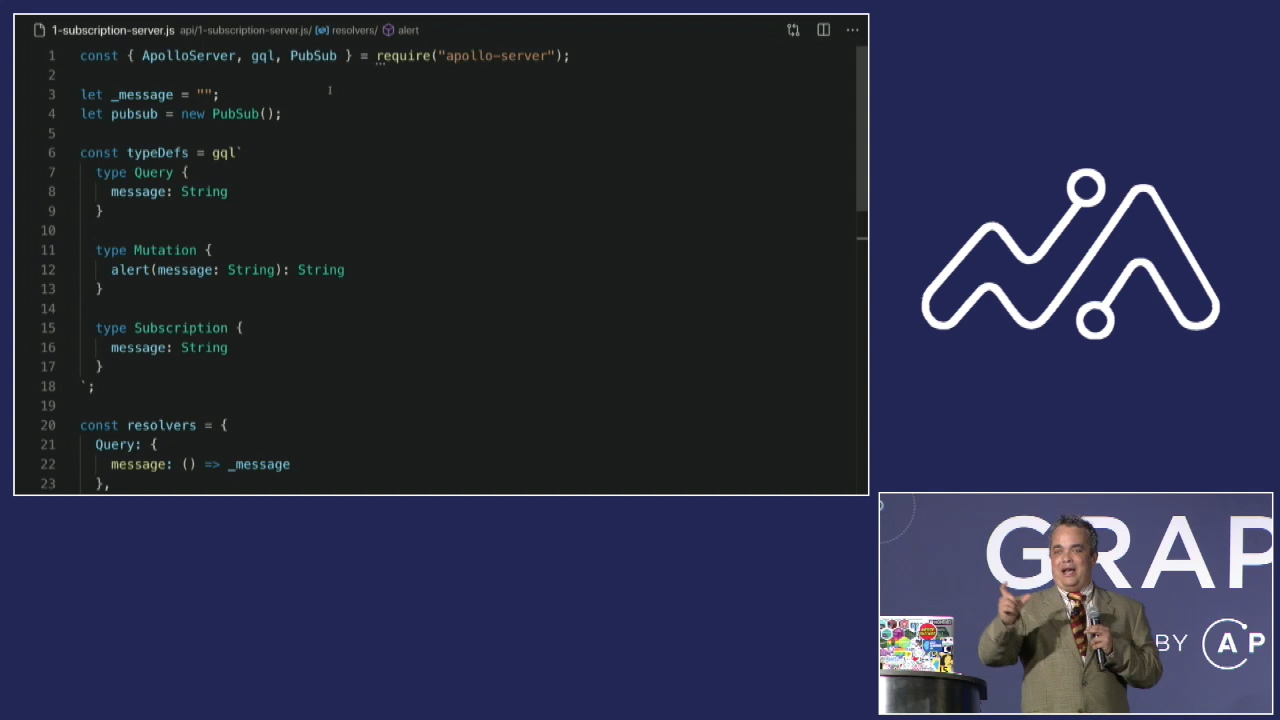 1-subscription-server.js api/1-subscription-server.js/ resolvers/ alert
1 const { ApolloServer, gql, PubSub } = require("apollo-server");
2
3 let _message = "";
4 let pubsub = new PubSub();
5
6 const typeDefs = gql`
7 type Query {
8 message: String
9 }
10
11 type Mutation {
12 alert(message: String): String
13 }
14
15 type Subscription {
16 message: String
17 }
18 `;
19
20 const resolvers = {
21 Query: {
22 message: () => _message
23 },
GRAP
BY AP